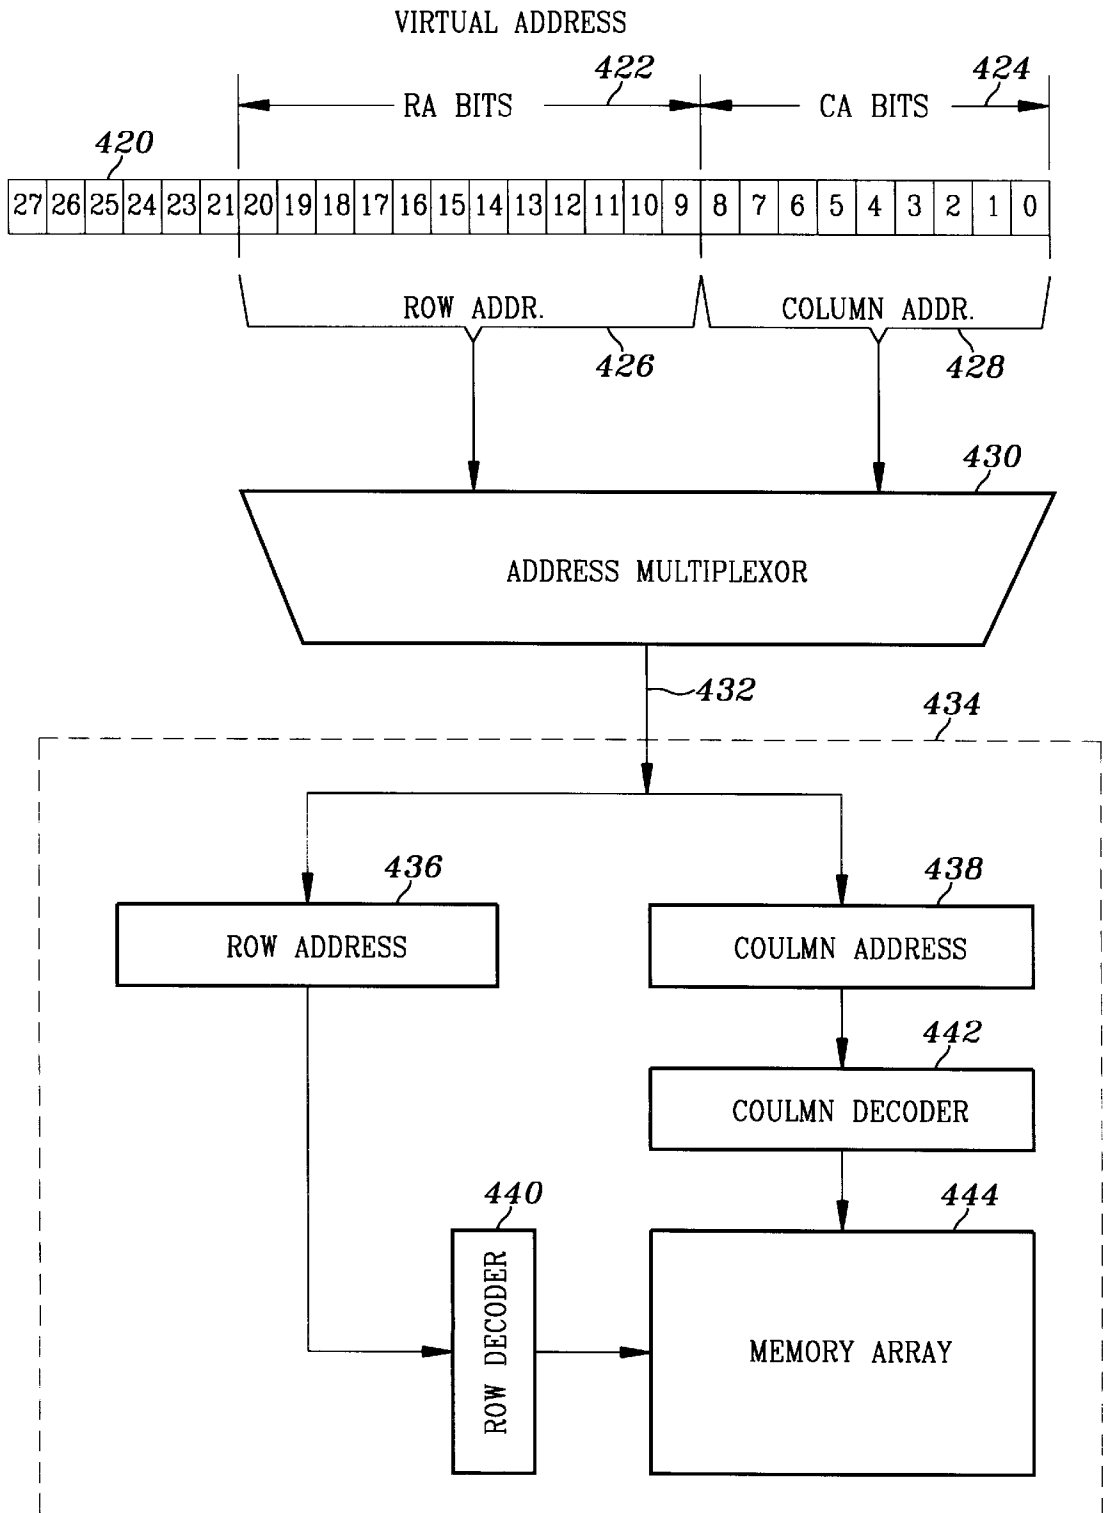 VIRTUAL ADDRESS
422 424
RA BITS CA BITS
420
27 26 25 24 23 21 20 19 18 17 16 15 14 13 12 11 10 9 8 7 6 5 4 3 2 1 0
ROW ADDR. COLUMN ADDR.
426 428
430
ADDRESS MULTIPLEXOR
432
434
436 438
ROW ADDRESS COULMN ADDRESS
442
COULMN DECODER
440 444
ROW DECODER
MEMORY ARRAY